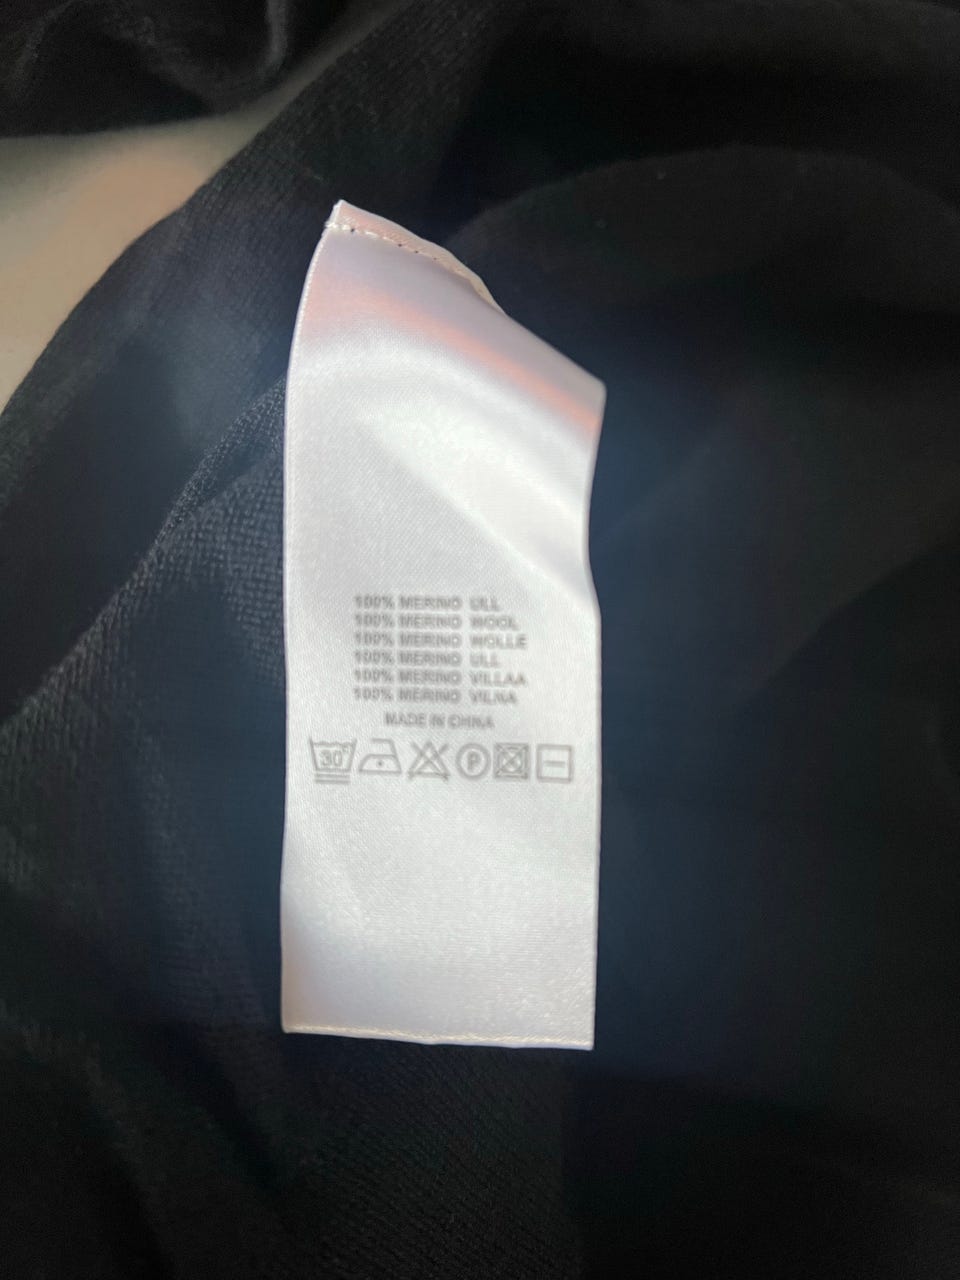 100% MERINO ULL
100% MERINO WOOL
100% MERINO WOLLE
100% MERINO ULL
100% MERINO VILLAA
100% MERINO VILNA
MADE IN CHINA
30° P